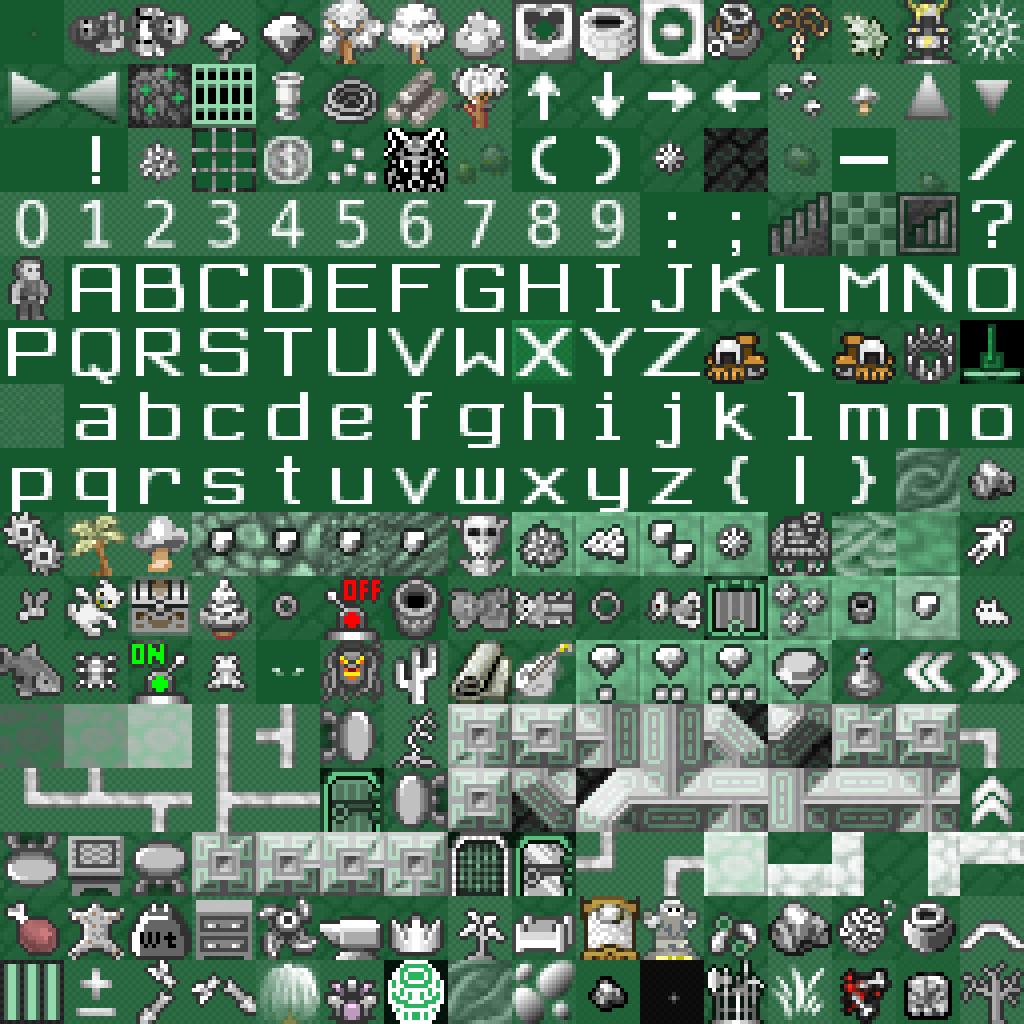 !
( ) — /
0123456789:; ?
ABCDEFGHIJKLMNO
PQRSTUVWXYZ \
abcdefghijklmno
pqrstuvwxyz{|}
OFF
ON
« »
wt
±